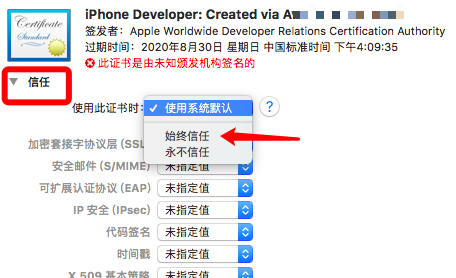 Certificate
Standard
iPhone Developer: Created via A
签发者：Apple Worldwide Developer Relations Certification Authority
过期时间：2020年8月30日 星期日 中国标准时间 下午4:09:35
此证书是由未知颁发机构签名的
信任
使用此证书时： ✓ 使用系统默认 ?
始终信任
永不信任
加密套接字协议层 (SSL
安全邮件 (S/MIME) 未指定值
可扩展认证协议 (EAP) 未指定值
IP 安全 (IPsec) 未指定值
代码签名 未指定值
时间戳 未指定值
X.509 基本策略 未指定值